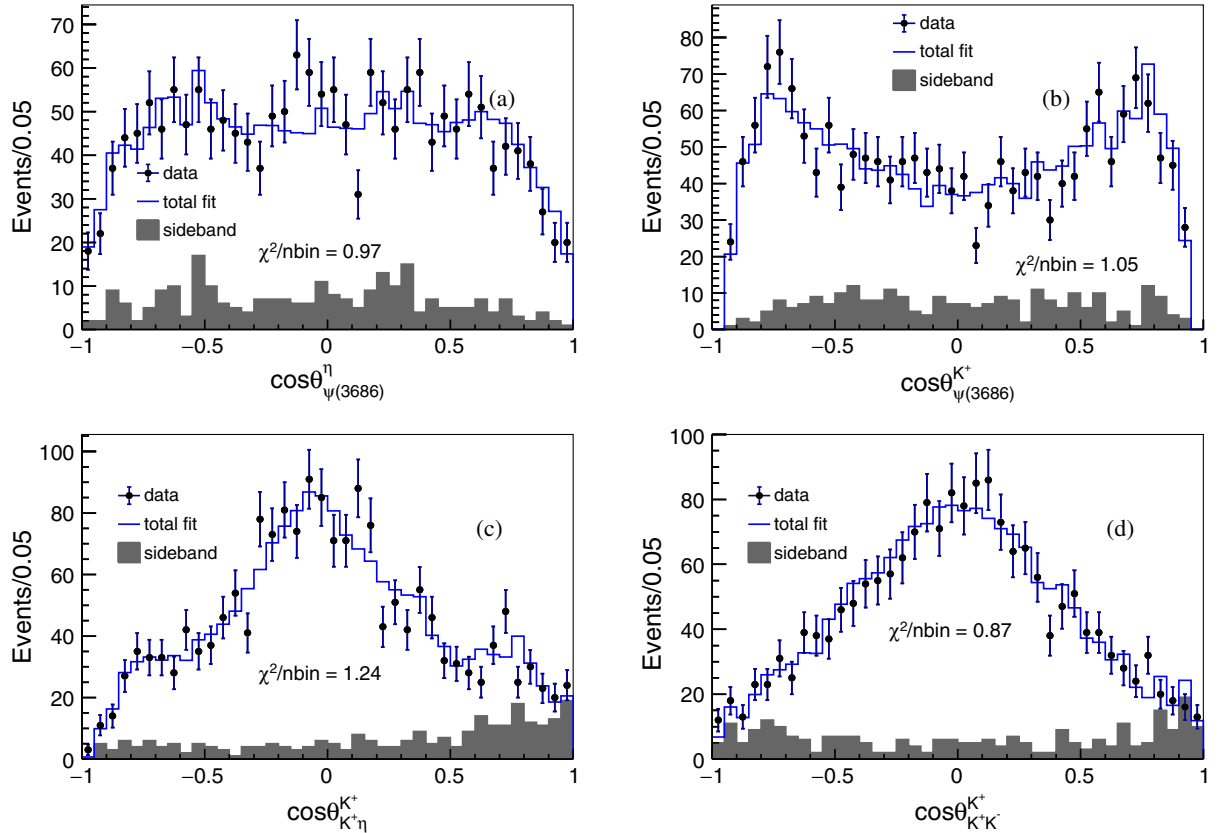 Events/0.05
70
60
50
40
30
20
10
0
(a)
data
total fit
sideband
χ²/nbin = 0.97
−1
−0.5
0
0.5
1
cosθ^η_ψ(3686)
Events/0.05
80
70
60
50
40
30
20
10
0
data
total fit
sideband
(b)
χ²/nbin = 1.05
−1
−0.5
0
0.5
1
cosθ^K⁺_ψ(3686)
Events/0.05
100
80
60
40
20
0
data
total fit
sideband
(c)
χ²/nbin = 1.24
−1
−0.5
0
0.5
1
cosθ^K⁺_K⁺η
Events/0.05
100
80
60
40
20
0
data
total fit
sideband
(d)
χ²/nbin = 0.87
−1
−0.5
0
0.5
1
cosθ^K⁺_K⁺K⁻